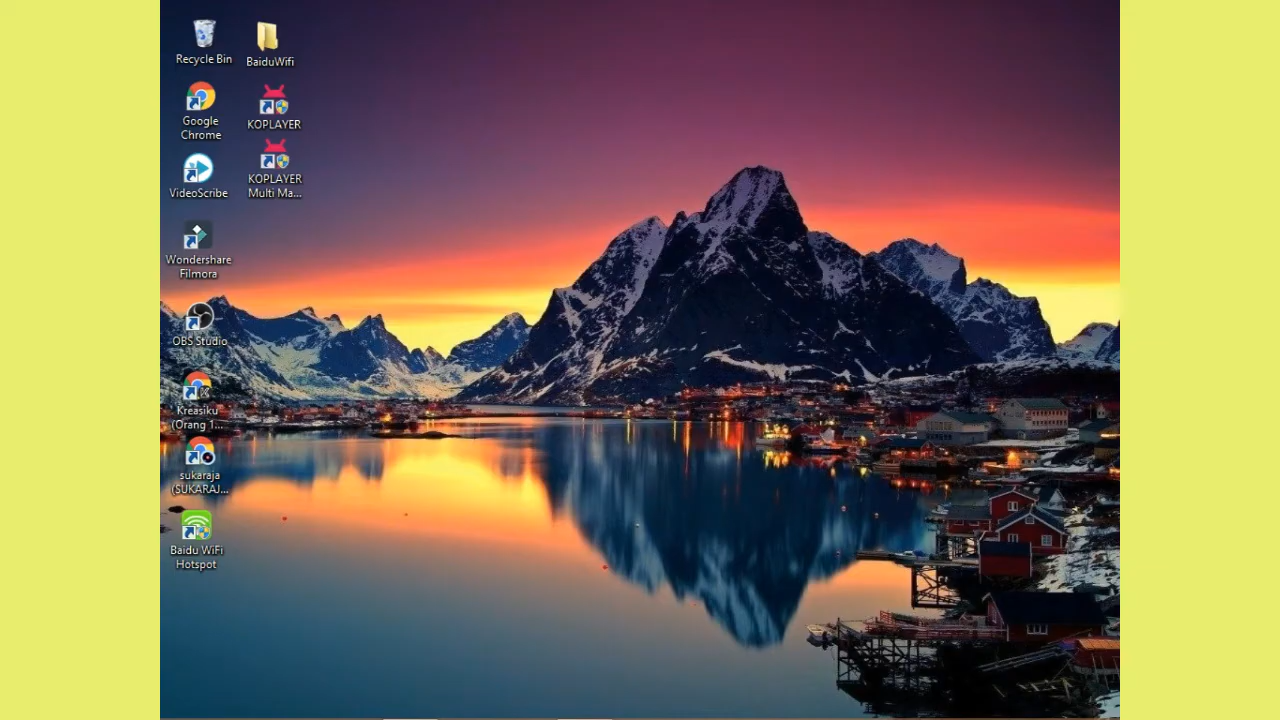 Recycle Bin
BaiduWifi
Google
Chrome
KOPLAYER
VideoScribe
KOPLAYER
Multi Ma...
Wondershare
Filmora
OBS Studio
Kreasiku
(Orang 1...
sukaraja
(SUKARAJ...
Baidu WiFi
Hotspot